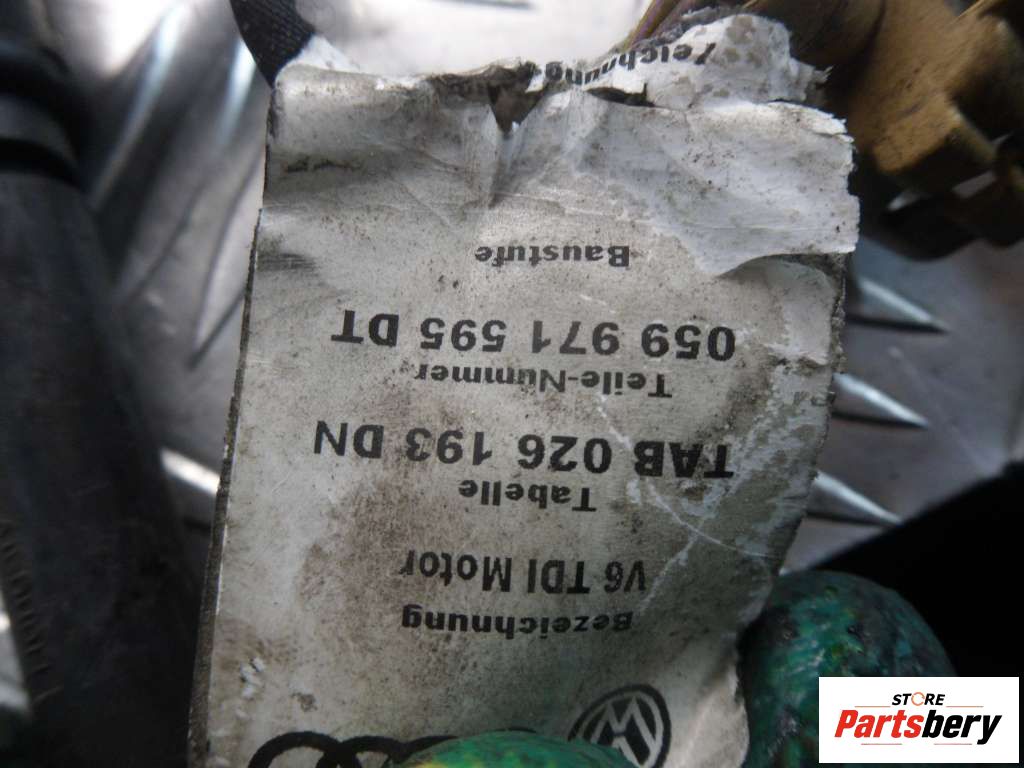 Bezeichnung
V6 TDI Motor
Tabelle
TAB 026 193 DN
Teile-Nummer
059 971 595 DT
Baustufe
Zeichnung
STORE
Partsbery